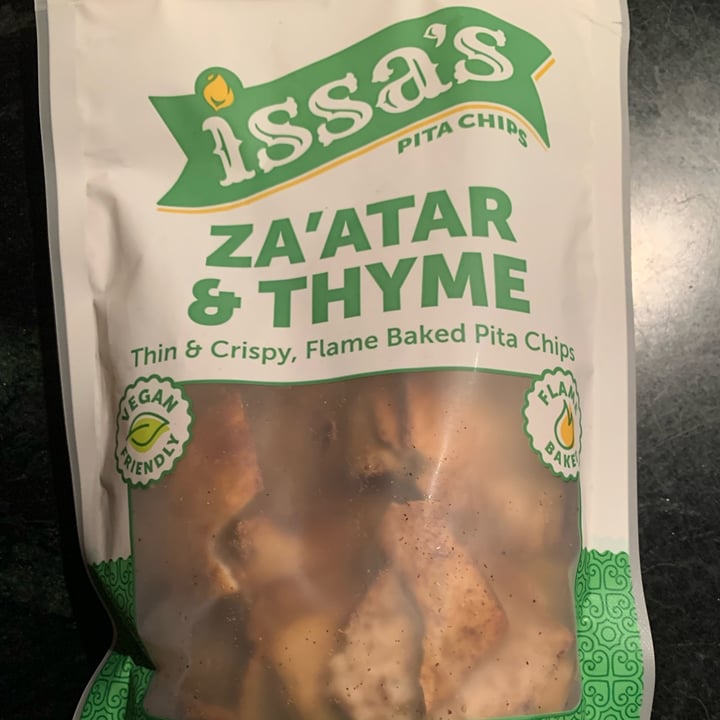 issa's
PITA CHIPS
ZA'ATAR
& THYME
Thin & Crispy, Flame Baked Pita Chips
VEGAN
FRIENDLY
FLAME
BAKED